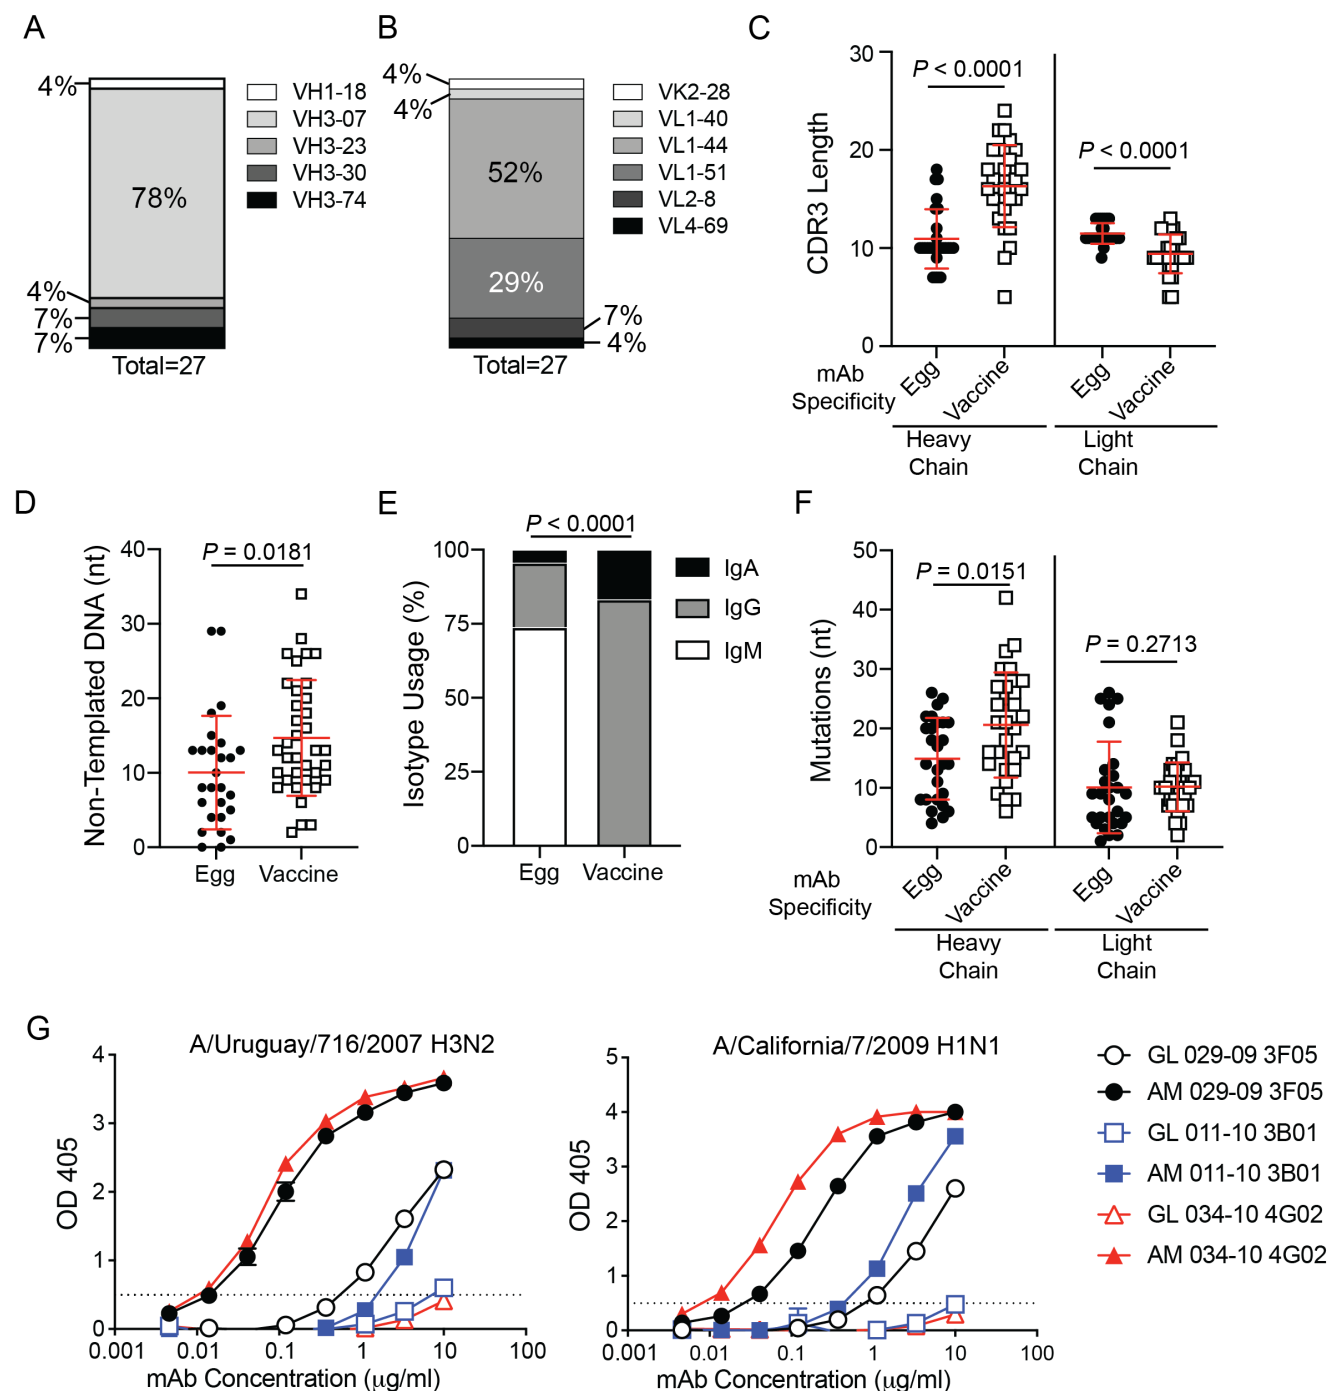 A
4%
78%
4%
7%
7%
Total=27
VH1-18
VH3-07
VH3-23
VH3-30
VH3-74
B
4%
4%
52%
29%
7%
4%
Total=27
VK2-28
VL1-40
VL1-44
VL1-51
VL2-8
VL4-69
C
CDR3 Length
30
20
10
0
P < 0.0001
P < 0.0001
mAb
Specificity
Egg
Vaccine
Egg
Vaccine
Heavy
Chain
Light
Chain
D
Non-Templated DNA (nt)
40
30
20
10
0
P = 0.0181
Egg
Vaccine
E
Isotype Usage (%)
100
75
50
25
0
P < 0.0001
Egg
Vaccine
IgA
IgG
IgM
F
Mutations (nt)
50
40
30
20
10
0
P = 0.0151
P = 0.2713
mAb
Specificity
Egg
Vaccine
Egg
Vaccine
Heavy
Chain
Light
Chain
G
A/Uruguay/716/2007 H3N2
OD 405
4
3
2
1
0
0.001
0.01
0.1
1
10
100
mAb Concentration (μg/ml)
A/California/7/2009 H1N1
OD 405
5
4
3
2
1
0
0.001
0.01
0.1
1
10
100
mAb Concentration (μg/ml)
GL 029-09 3F05
AM 029-09 3F05
GL 011-10 3B01
AM 011-10 3B01
GL 034-10 4G02
AM 034-10 4G02